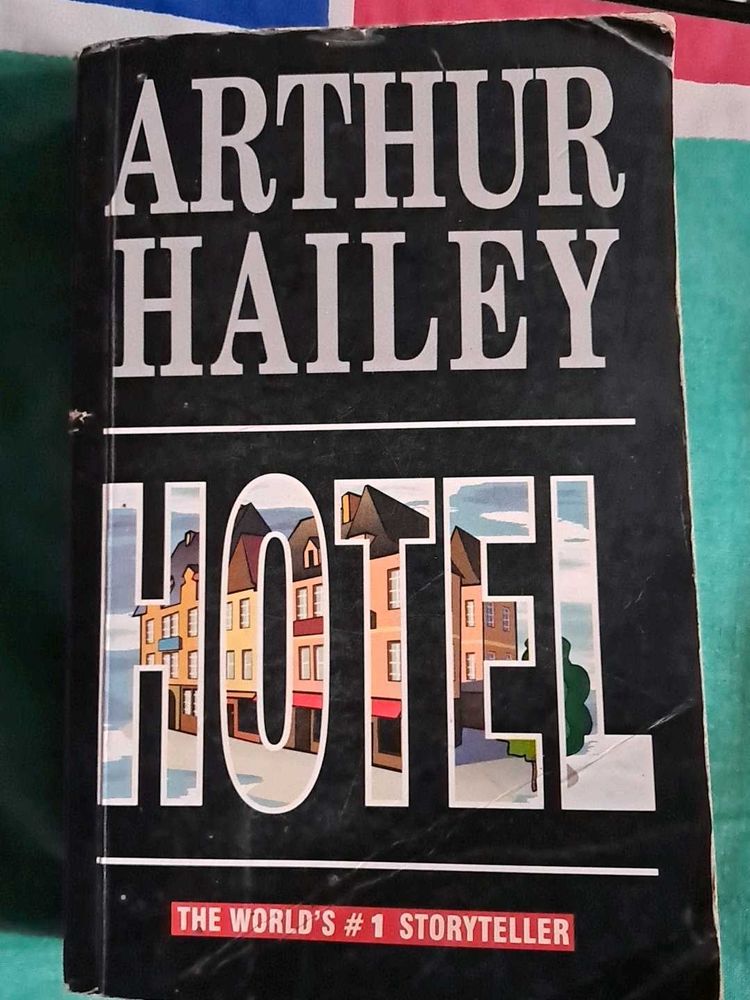 ARTHUR
HAILEY
HOTEL
THE WORLD'S #1 STORYTELLER